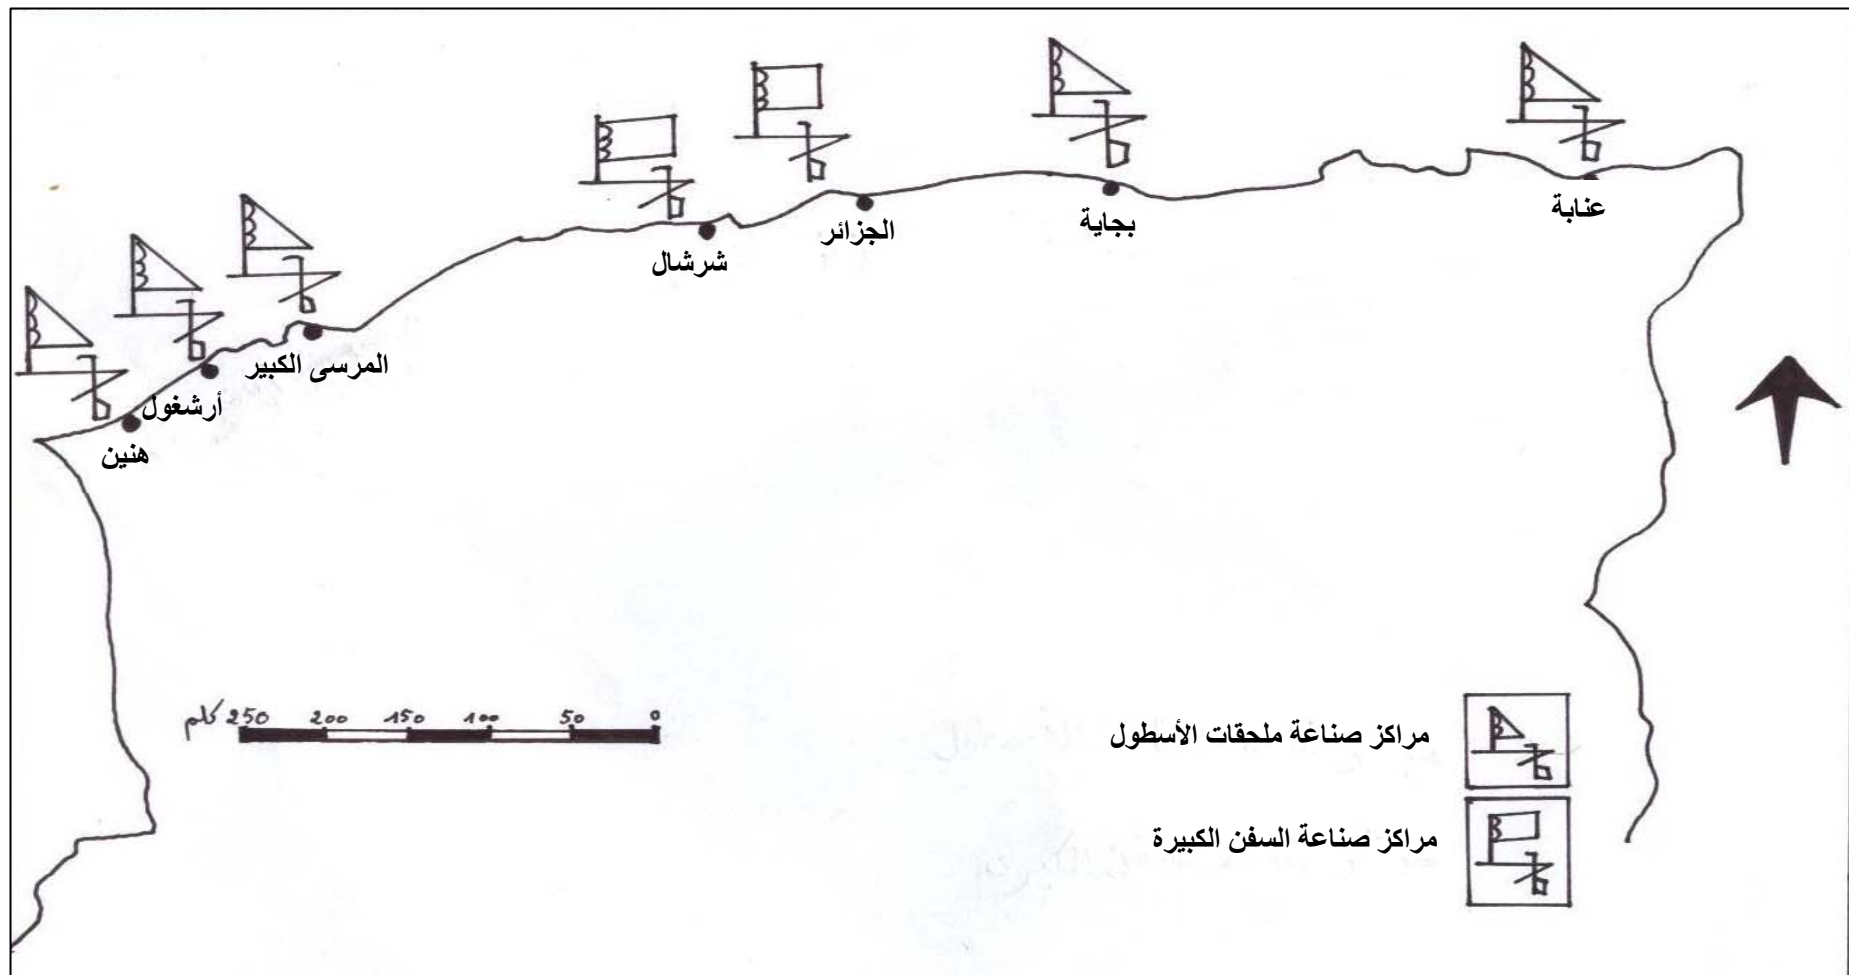 عنابة
بجاية
الجزائر
شرشال
المرسى الكبير
أرشغول
هنين
0 50 100 150 200 250 كلم
مراكز صناعة ملحقات الأسطول
مراكز صناعة السفن الكبيرة